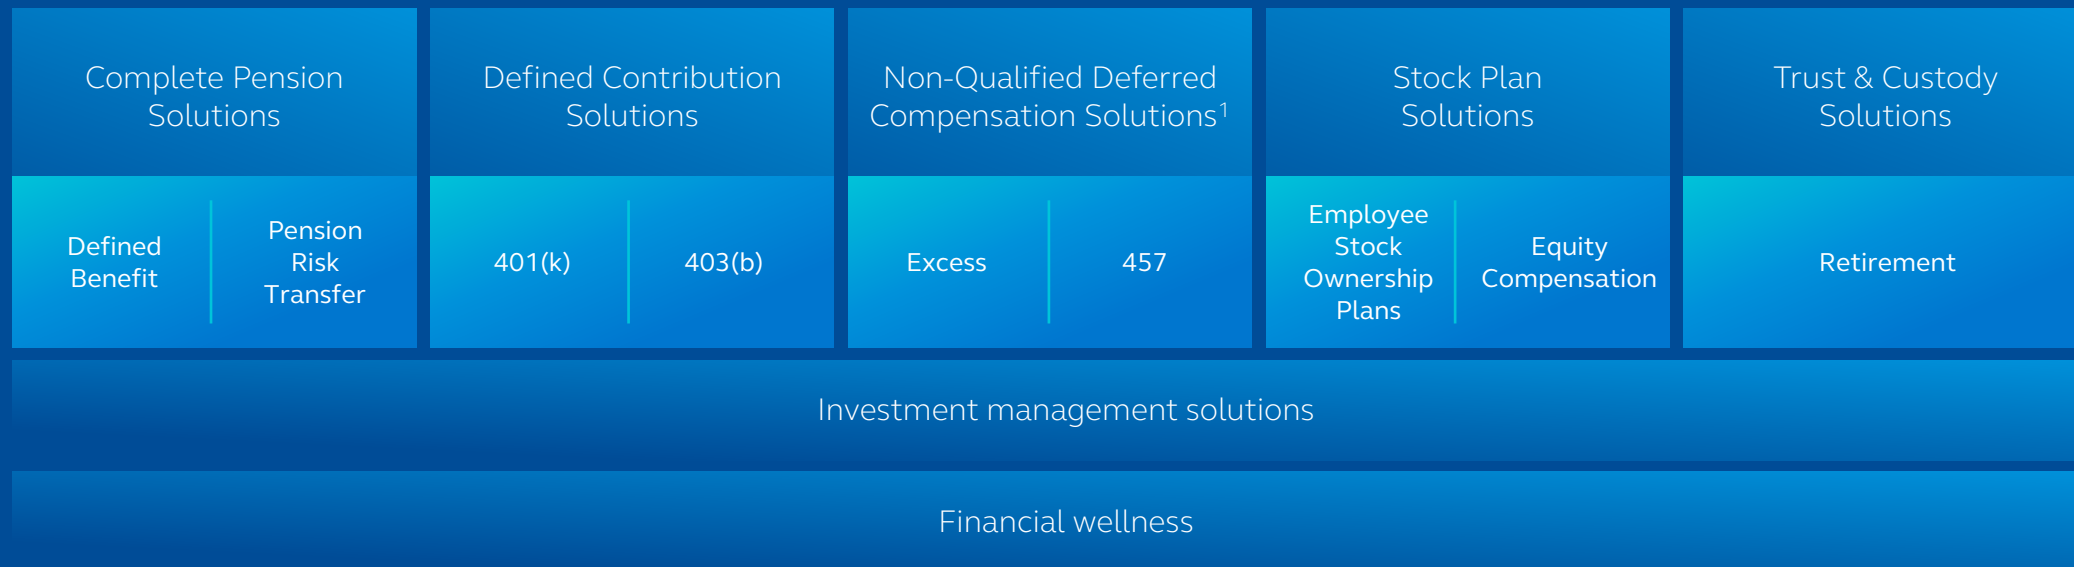 Complete Pension
Solutions
Defined Contribution
Solutions
Non-Qualified Deferred
Compensation Solutions¹
Stock Plan
Solutions
Trust & Custody
Solutions
Defined
Benefit
Pension
Risk
Transfer
401(k)
403(b)
Excess
457
Employee
Stock
Ownership
Plans
Equity
Compensation
Retirement
Investment management solutions
Financial wellness